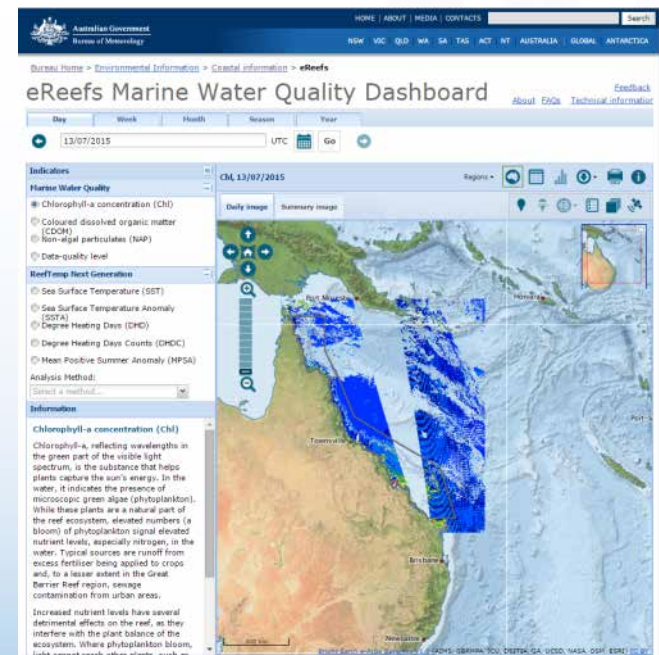 HOME | ABOUT | MEDIA | CONTACTS
Search
Australian Government
Bureau of Meteorology
NSW VIC QLD WA SA TAS ACT NT AUSTRALIA GLOBAL ANTARCTICA
Bureau Home > Environmental Information > Coastal information > eReefs
eReefs Marine Water Quality Dashboard
Feedback
About FAQs Technical information
Day Week Month Season Year
13/07/2015 UTC Go
Indicators
Marine Water Quality
Chlorophyll-a concentration (Chl)
Coloured dissolved organic matter
(CDOM)
Non-algal particulates (NAP)
Data-quality level
ReefTemp Next Generation
Sea Surface Temperature (SST)
Sea Surface Temperature Anomaly
(SSTA)
Degree Heating Days (DHD)
Degree Heating Days Counts (DHDC)
Mean Positive Summer Anomaly (MPSA)
Analysis Method:
Select a method...
Information
Chlorophyll-a concentration (Chl)
Chlorophyll-a, reflecting wavelengths in
the green part of the visible light
spectrum, is the substance that helps
plants capture the sun's energy. In the
water, it indicates the presence of
microscopic green algae (phytoplankton).
While these plants are a natural part of
the reef ecosystem, elevated numbers (a
bloom) of phytoplankton signal elevated
nutrient levels, especially nitrogen, in the
water. Typical sources are runoff from
excess fertiliser being applied to crops
and, to a lesser extent in the Great
Barrier Reef region, sewage
contamination from urban areas.
Increased nutrient levels have several
detrimental effects on the reef, as they
interfere with the plant balance of the
ecosystem. Where phytoplankton bloom,
light cannot reach other plants, such as
Chl, 13/07/2015
Regions
Daily image Summary image
Port Moresby
Honiara
Townsville
Port-
Brisbane
Newcastle